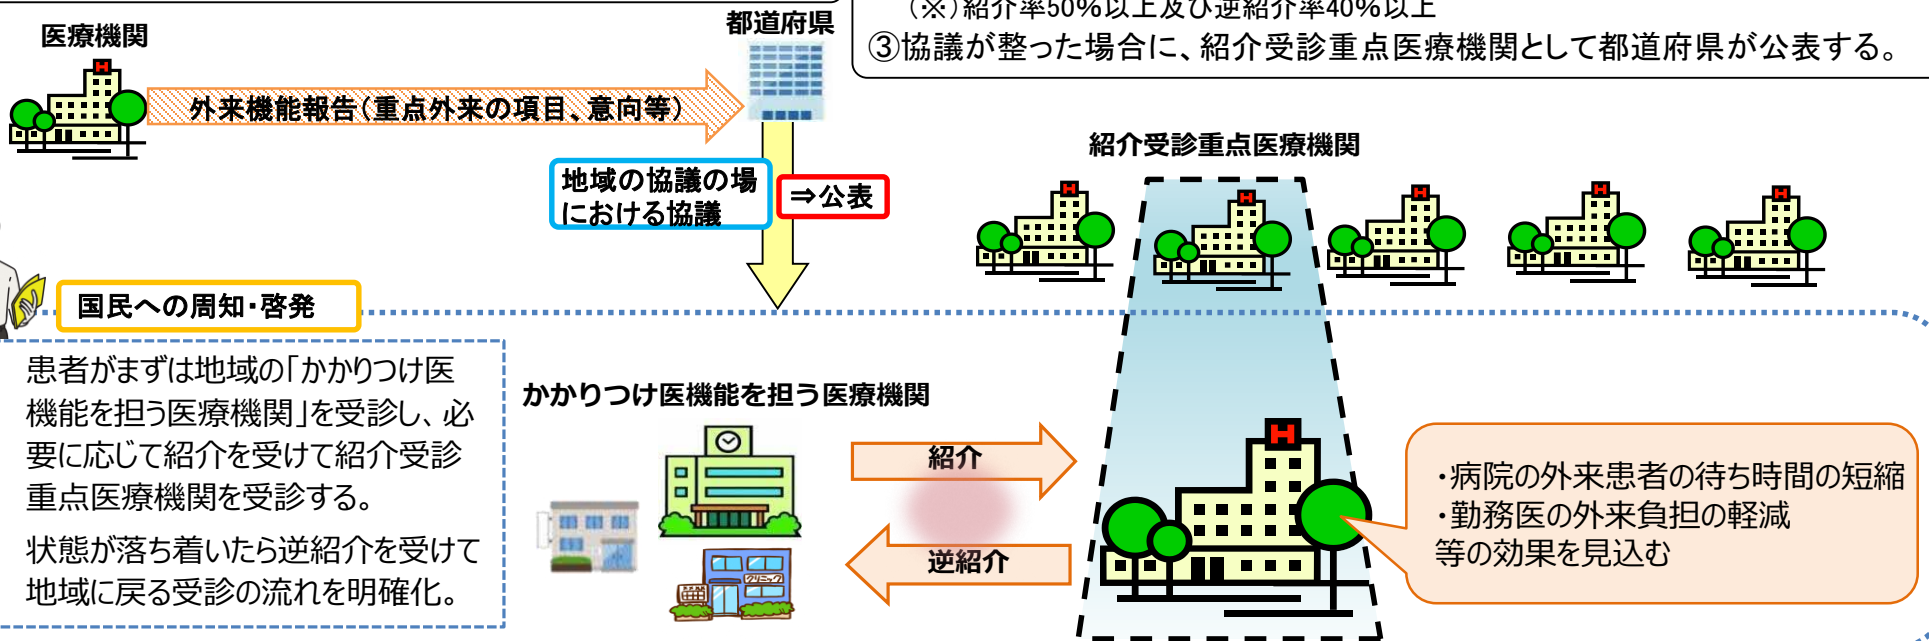 (※)紹介率50%以上及び逆紹介率40%以上
③協議が整った場合に、紹介受診重点医療機関として都道府県が公表する。
医療機関
都道府県
外来機能報告(重点外来の項目、意向等)
地域の協議の場
における協議
⇒公表
紹介受診重点医療機関
国民への周知・啓発
患者がまずは地域の「かかりつけ医
機能を担う医療機関」を受診し、必
要に応じて紹介を受けて紹介受診
重点医療機関を受診する。
状態が落ち着いたら逆紹介を受けて
地域に戻る受診の流れを明確化。
かかりつけ医機能を担う医療機関
クリニック
紹介
逆紹介
・病院の外来患者の待ち時間の短縮
・勤務医の外来負担の軽減
等の効果を見込む